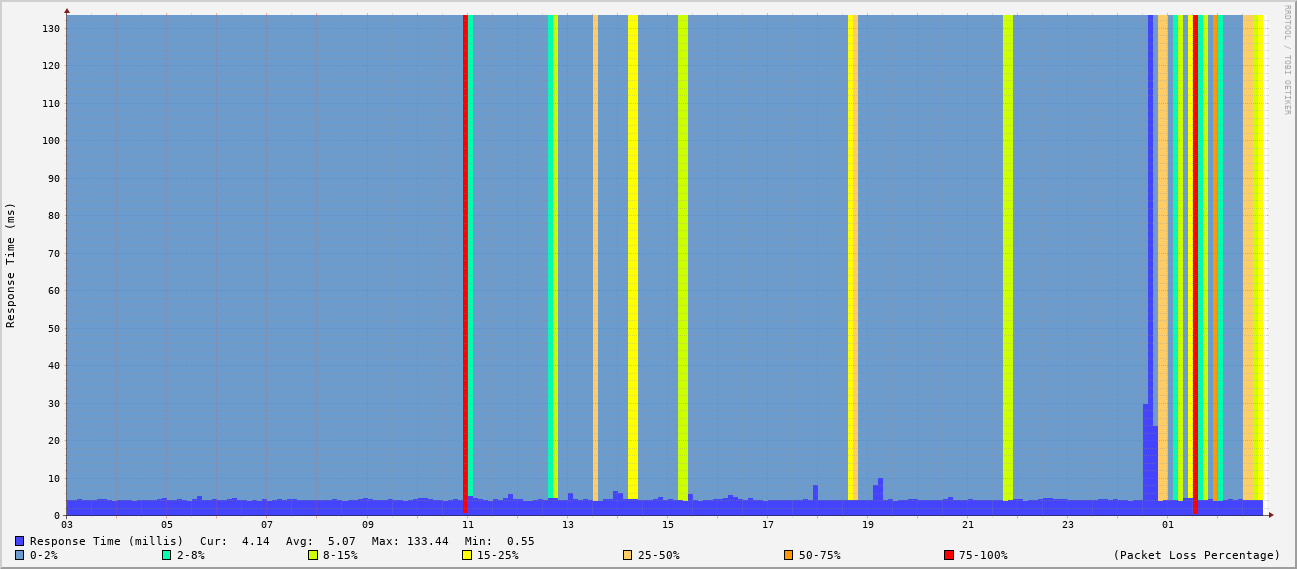 RRDTOOL / TOBI OETIKER
Response Time (ms)
130
120
110
100
90
80
70
60
50
40
30
20
10
0
03 05 07 09 11 13 15 17 19 21 23 01
Response Time (millis) Cur: 4.14 Avg: 5.07 Max: 133.44 Min: 0.55
0-2% 2-8% 8-15% 15-25% 25-50% 50-75% 75-100% (Packet Loss Percentage)